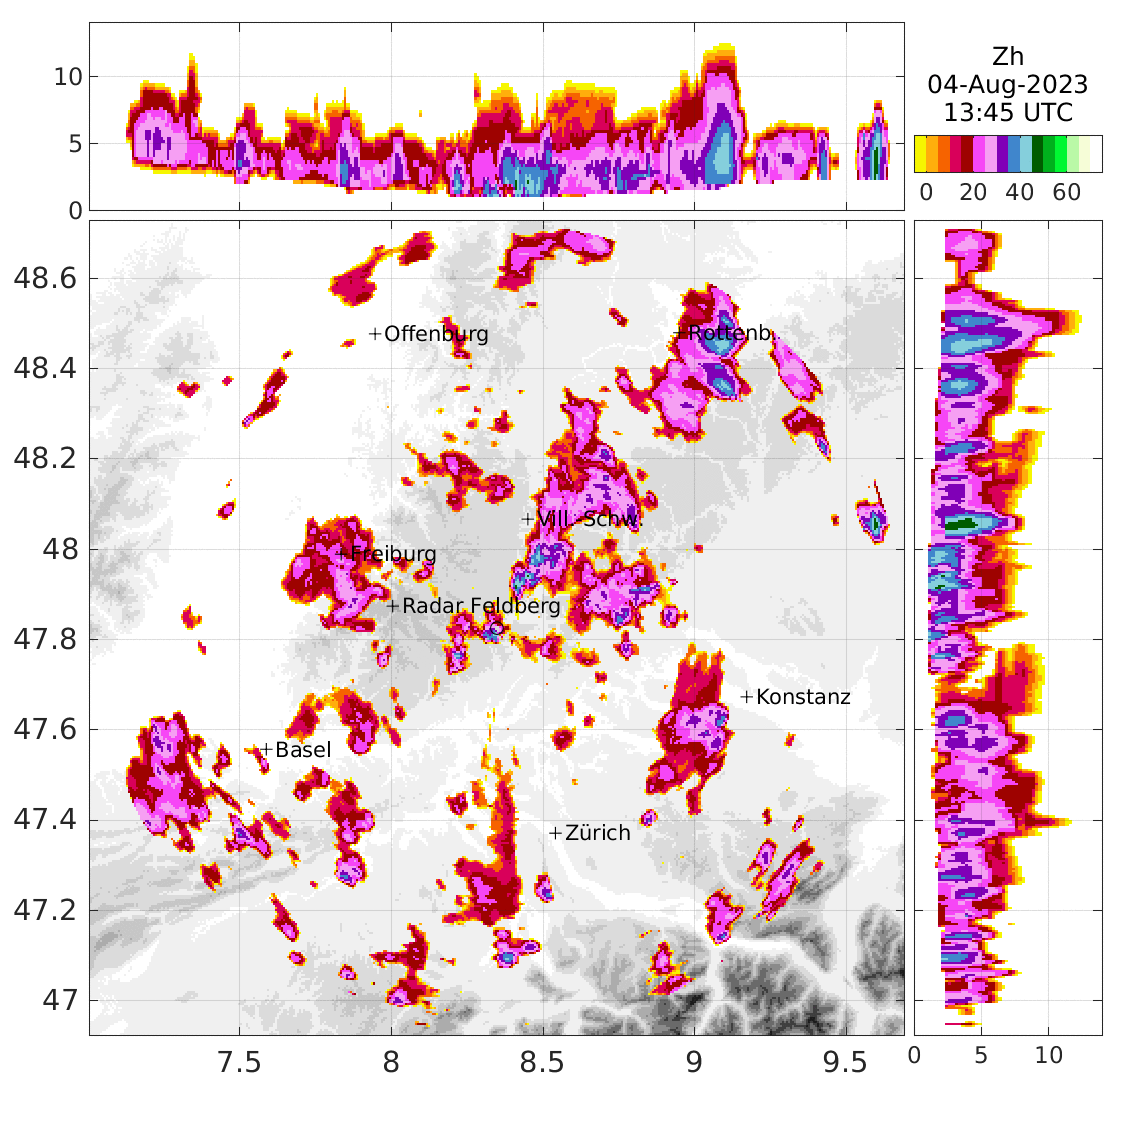 10
5
0
Zh
04-Aug-2023
13:45 UTC
0 20 40 60
48.6
48.4
48.2
48
47.8
47.6
47.4
47.2
47
+Offenburg
+Rottenb.
+Vill.-Schw.
+Freiburg
+Radar Feldberg
+Konstanz
+Basel
+Zürich
7.5 8 8.5 9 9.5
0 5 10